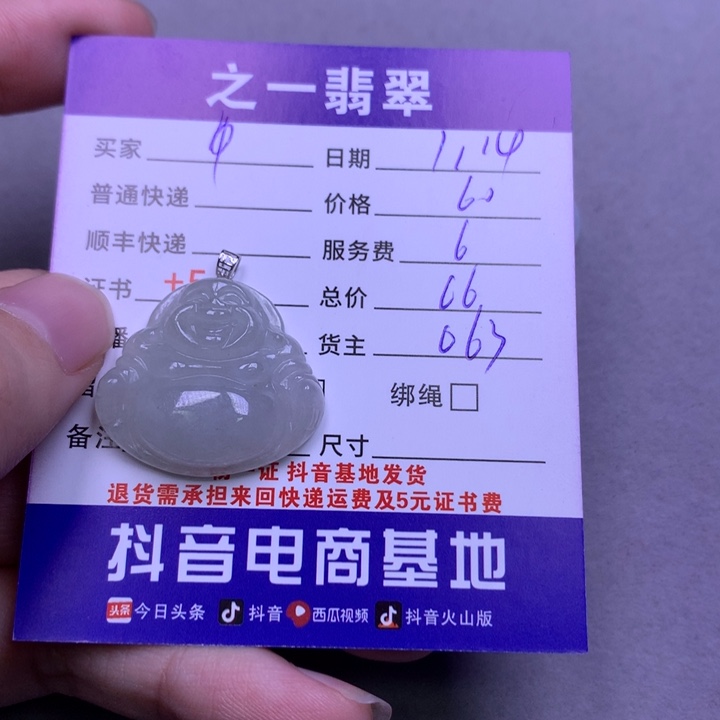 之一翡翠
买家 日期 1.14
普通快递 价格 60
顺丰快递 服务费 6
证书 +5 总价 66
货主 063
绑绳
备注 尺寸
证 抖音基地发货
退货需承担来回快递运费及5元证书费
抖音电商基地
头条 今日头条 抖音 西瓜视频 抖音火山版